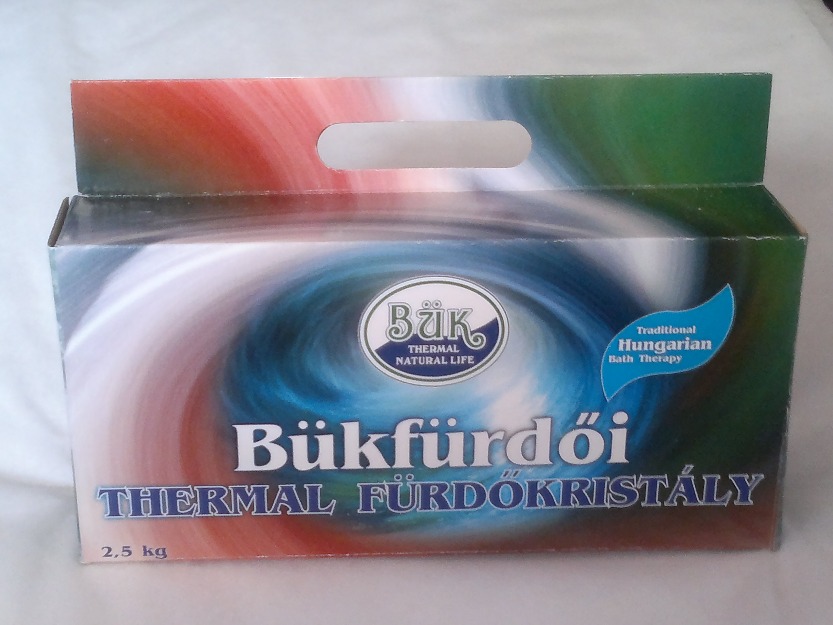 BÜK
THERMAL
NATURAL LIFE
Traditional
Hungarian
Bath Therapy
Bükfürdői
THERMAL FÜRDŐKRISTÁLY
2,5 kg